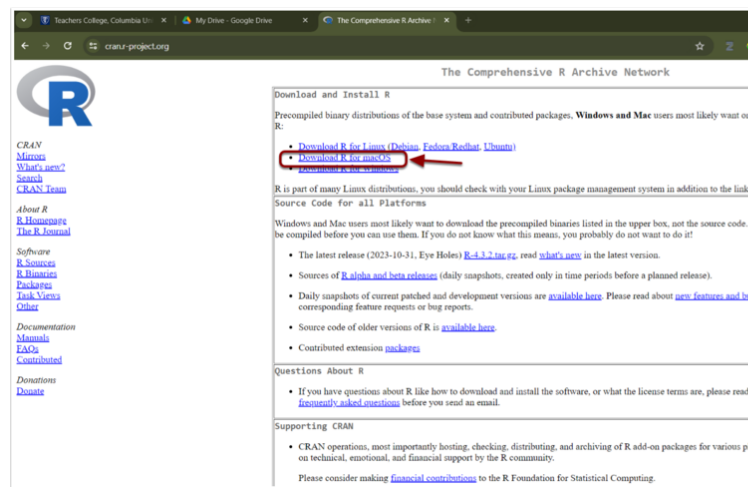 Teachers College, Columbia Uni
My Drive - Google Drive
The Comprehensive R Archive N
cran.r-project.org
The Comprehensive R Archive Network
R
CRAN
Mirrors
What's new?
Search
CRAN Team
About R
R Homepage
The R Journal
Software
R Sources
R Binaries
Packages
Task Views
Other
Documentation
Manuals
FAQs
Contributed
Donations
Donate
Download and Install R
Precompiled binary distributions of the base system and contributed packages, Windows and Mac users most likely want
R:
• Download R for Linux (Debian, Fedora/Redhat, Ubuntu)
• Download R for macOS
• Download R for Windows
R is part of many Linux distributions, you should check with your Linux package management system in addition to the link
Source Code for all Platforms
Windows and Mac users most likely want to download the precompiled binaries listed in the upper box, not the source code.
be compiled before you can use them. If you do not know what this means, you probably do not want to do it!
• The latest release (2023-10-31, Eye Holes) R-4.3.2.tar.gz, read what's new in the latest version.
• Sources of R alpha and beta releases (daily snapshots, created only in time periods before a planned release).
• Daily snapshots of current patched and development versions are available here. Please read about new features and
corresponding feature requests or bug reports.
• Source code of older versions of R is available here.
• Contributed extension packages
Questions About R
• If you have questions about R like how to download and install the software, or what the license terms are, please read
frequently asked questions before you send an email.
Supporting CRAN
• CRAN operations, most importantly hosting, checking, distributing, and archiving of R add-on packages for various
on technical, emotional, and financial support by the R community.
Please consider making financial contributions to the R Foundation for Statistical Computing.